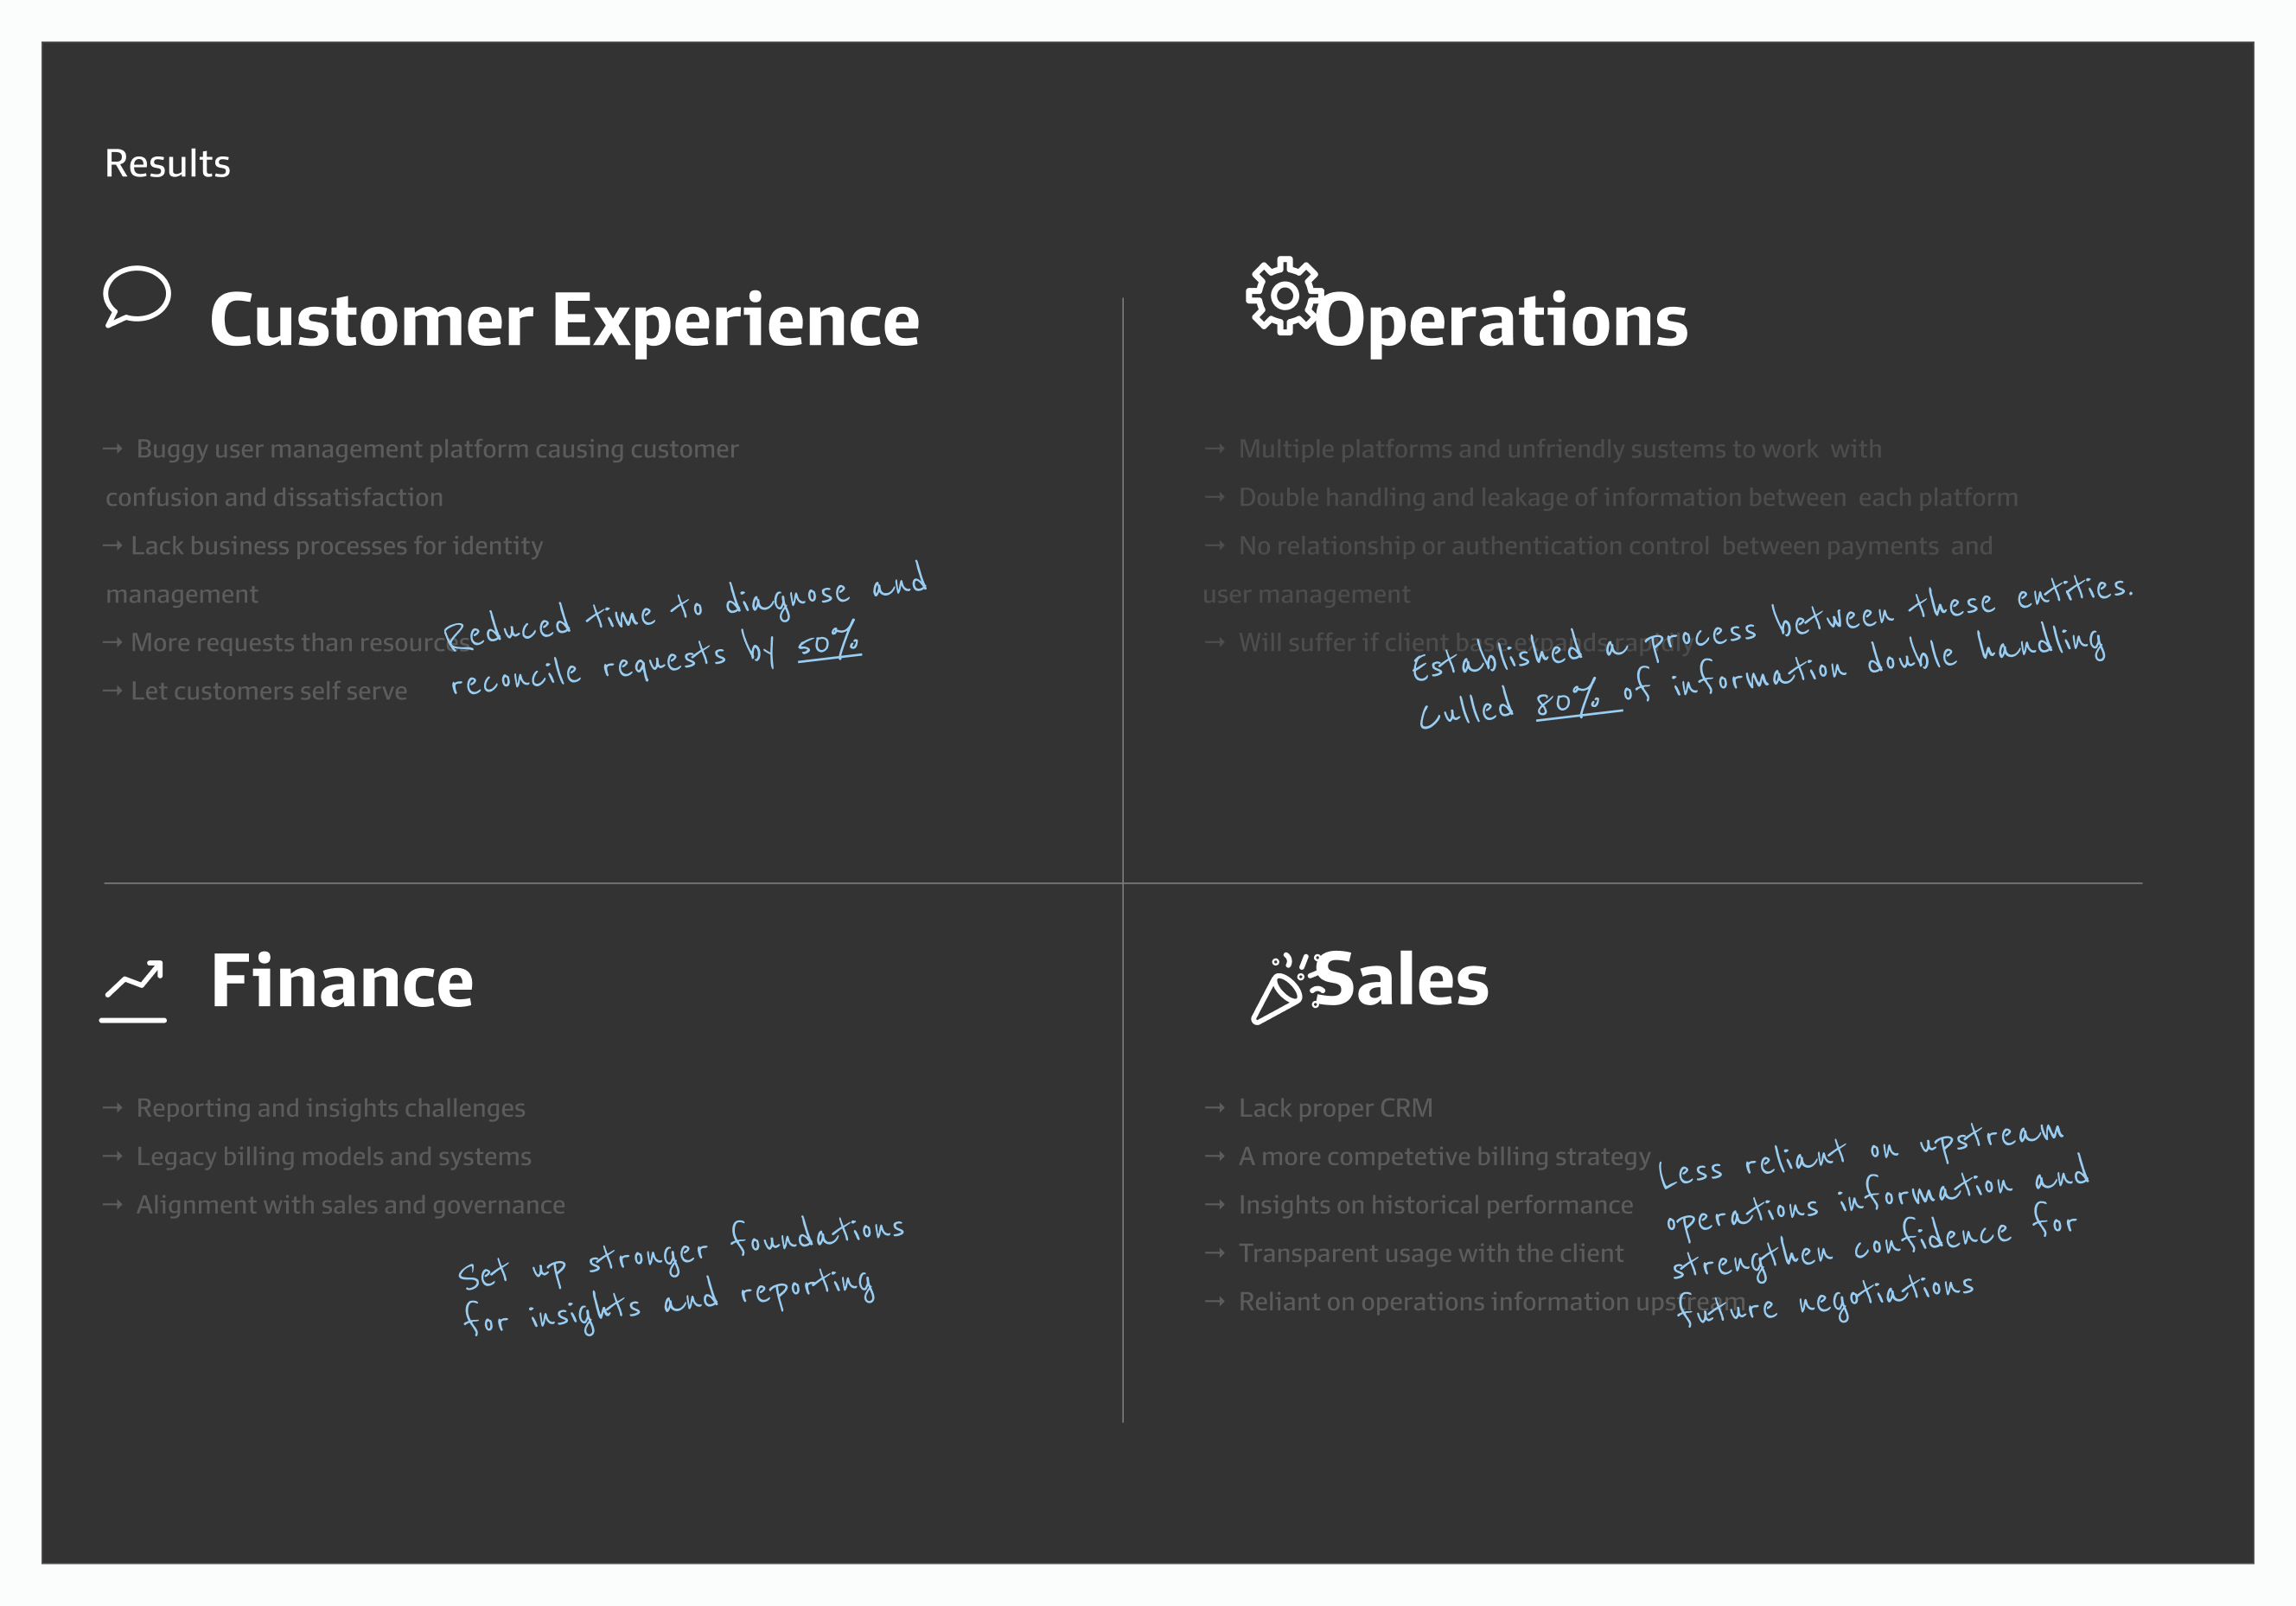 Results
Customer Experience
→ Buggy user management platform causing customer
confusion and dissatisfaction
→ Lack business processes for identity
management
→ More requests than resources
→ Let customers self serve
Reduced time to diagnose and
reconcile requests by 50%
Operations
→ Multiple platforms and unfriendly sustems to work with
→ Double handling and leakage of information between each platform
→ No relationship or authentication control between payments and
user management
→ Will suffer if client base expands rapidly
Established a process between these entities.
Culled 80% of information double handling
Finance
→ Reporting and insights challenges
→ Legacy billing models and systems
→ Alignment with sales and governance
Set up stronger foundations
for insights and reporting
Sales
→ Lack proper CRM
→ A more competetive billing strategy
→ Insights on historical performance
→ Transparent usage with the client
→ Reliant on operations information upstream
Less reliant on upstream
operations information and
strengthen confidence for
future negotiations